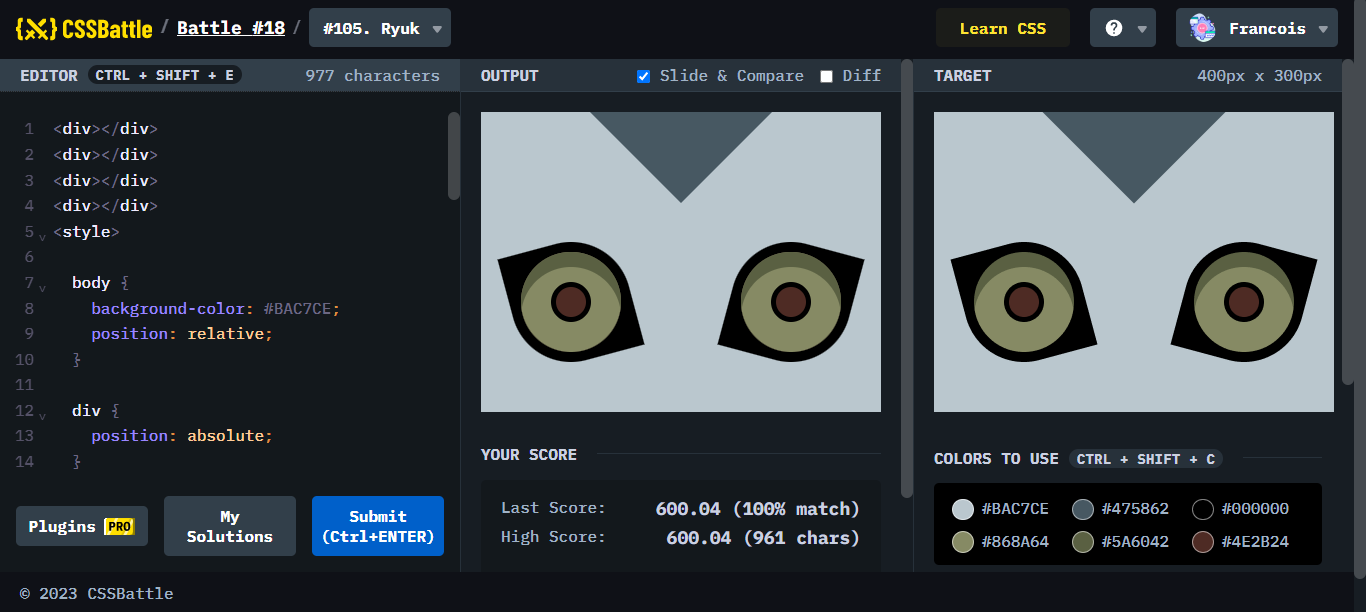 {X} CSSBattle / Battle #18 / #105. Ryuk ▼ Learn CSS ? ▼ Francois ▼
EDITOR CTRL + SHIFT + E 977 characters
OUTPUT Slide & Compare Diff
TARGET 400px x 300px
1 <div></div>
2 <div></div>
3 <div></div>
4 <div></div>
5 <style>
6
7 body {
8 background-color: #BAC7CE;
9 position: relative;
10 }
11
12 div {
13 position: absolute;
14 }
Plugins PRO
My Solutions
Submit (Ctrl+ENTER)
YOUR SCORE
Last Score: 600.04 (100% match)
High Score: 600.04 (961 chars)
COLORS TO USE CTRL + SHIFT + C
#BAC7CE #475862 #000000
#868A64 #5A6042 #4E2B24
© 2023 CSSBattle